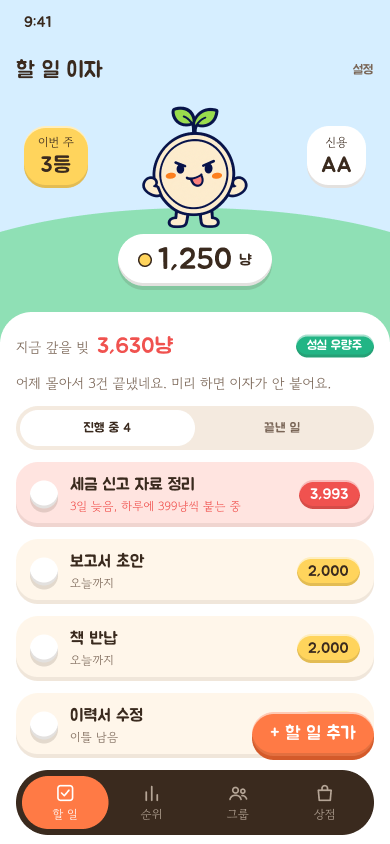 9:41
할 일 이자
설정
이번 주
3등
신용
AA
1,250 냥
지금 갚을 빚 3,630냥
성실 우량주
어제 몰아서 3건 끝냈네요. 미리 하면 이자가 안 붙어요.
진행 중 4
끝낸 일
세금 신고 자료 정리
3일 늦음, 하루에 399냥씩 붙는 중
3,993
보고서 초안
오늘까지
2,000
책 반납
오늘까지
2,000
이력서 수정
이틀 남음
+ 할 일 추가
할 일
순위
그룹
상점